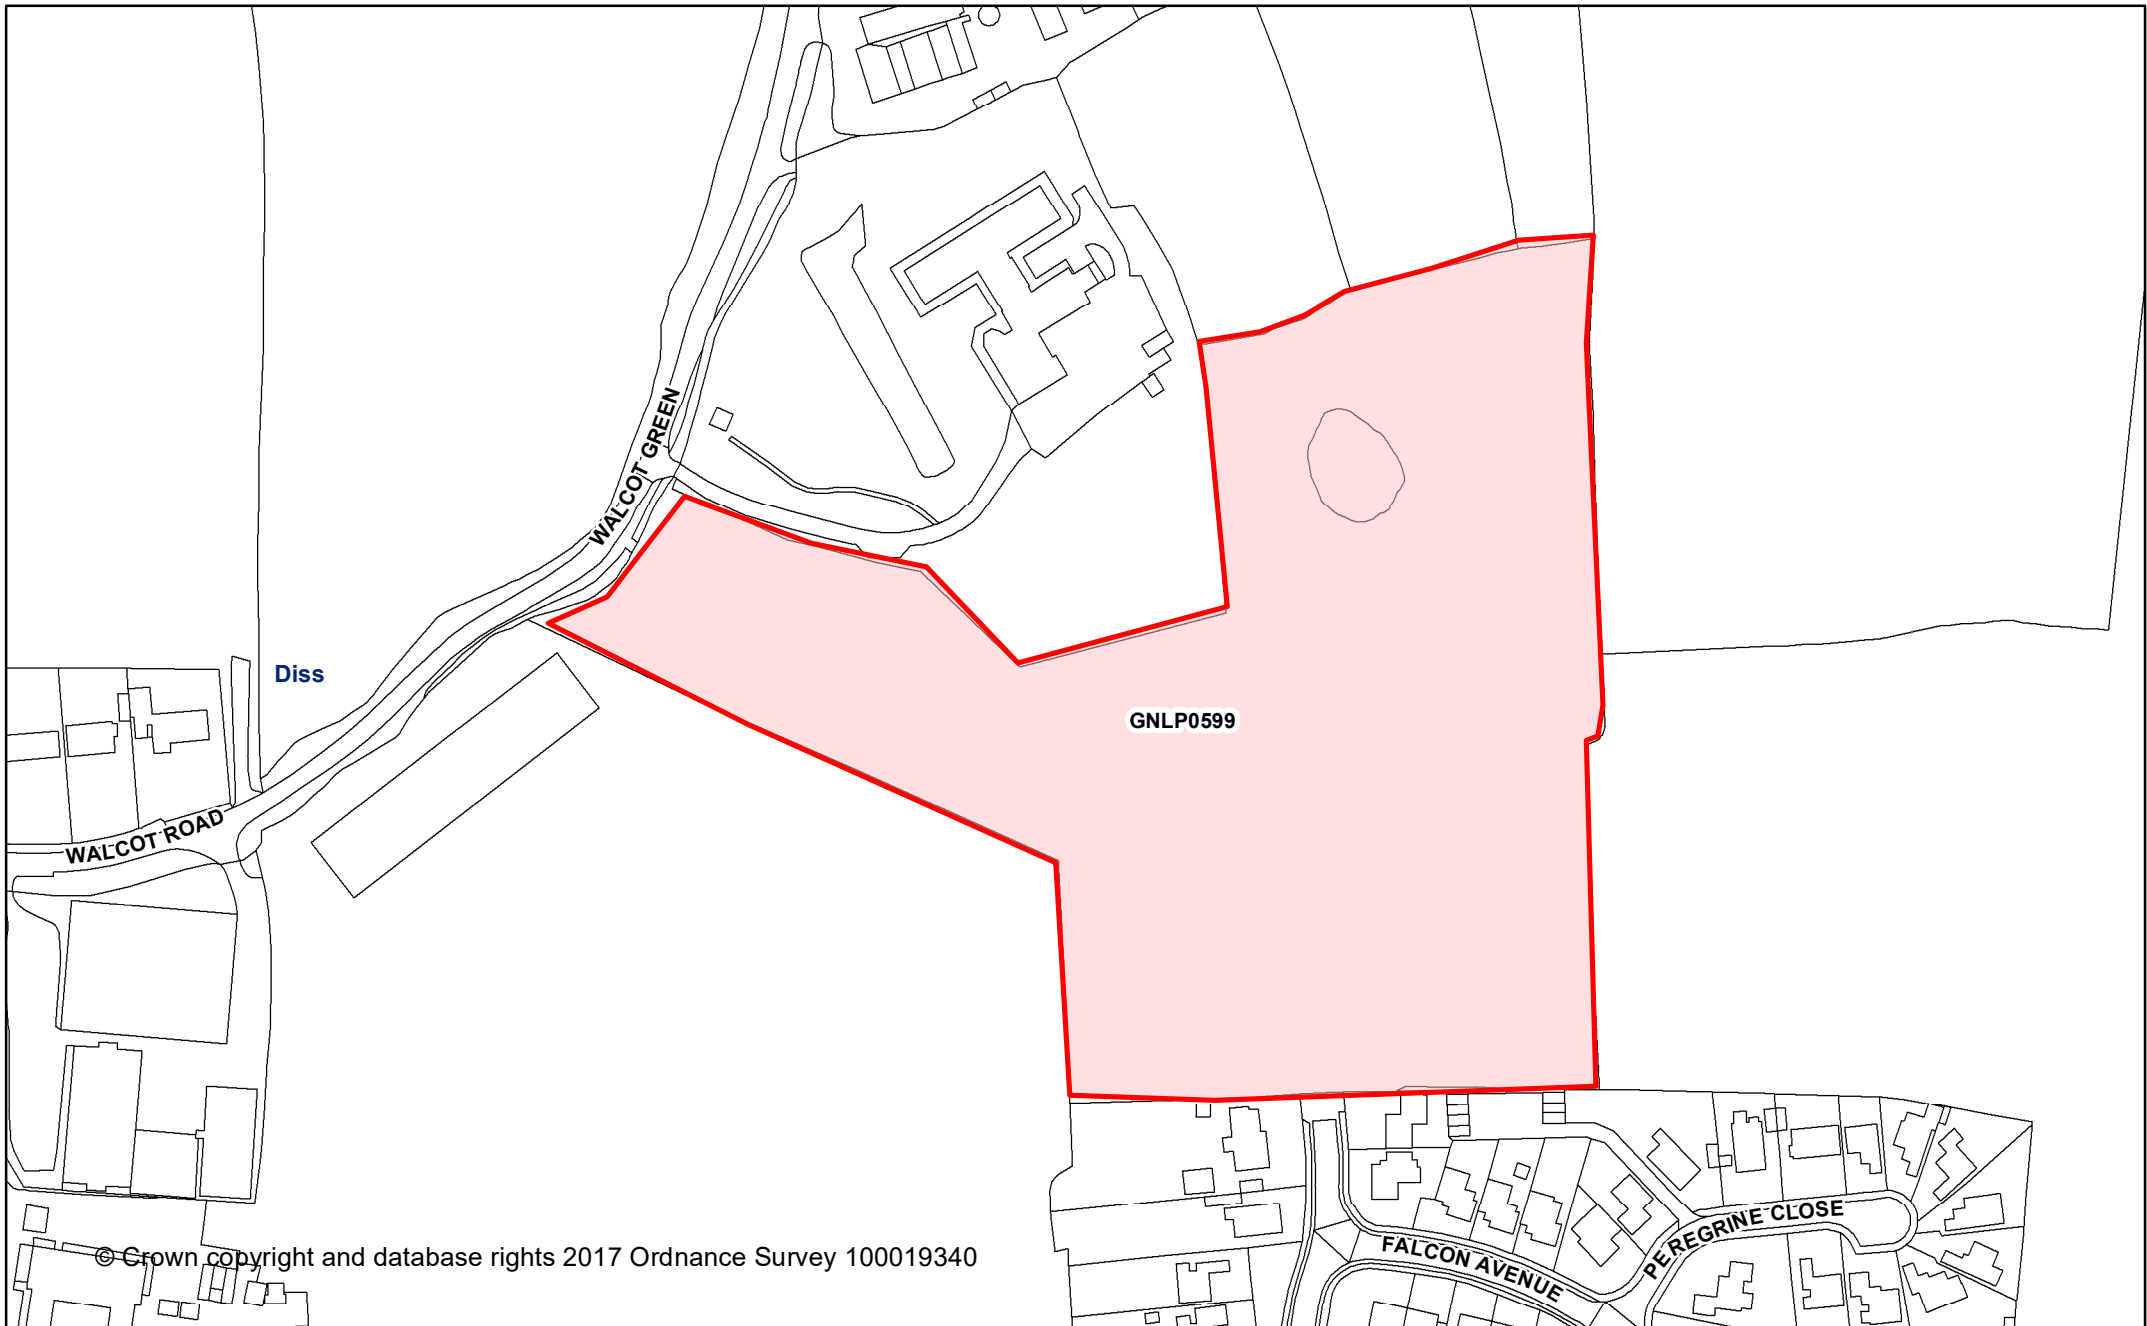 WALCOT GREEN
Diss
GNLP0599
WALCOT ROAD
PEREGRINE CLOSE
FALCON AVENUE
© Crown copyright and database rights 2017 Ordnance Survey 100019340